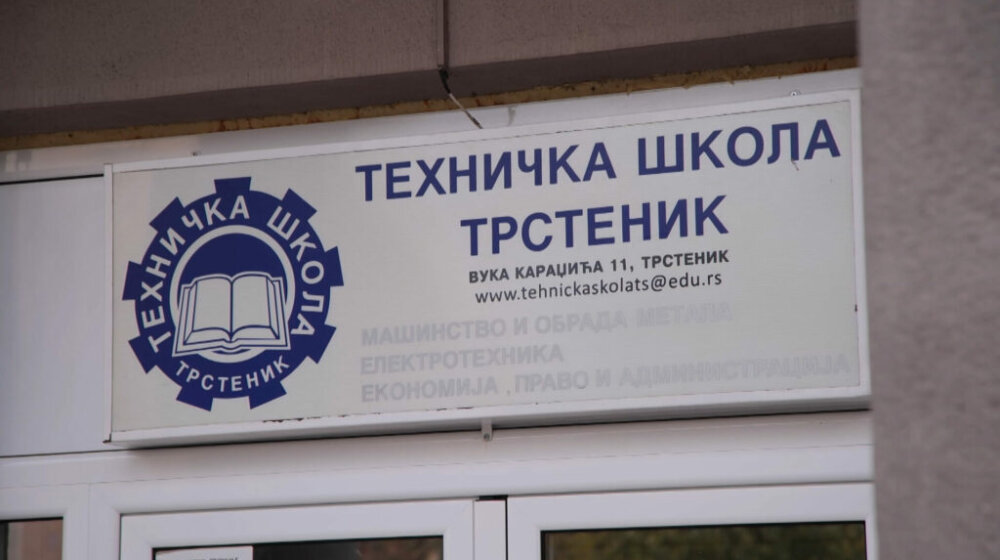 ТЕХНИЧКА ШКОЛА
ТРСТЕНИК
ТЕХНИЧКА ШКОЛА
ТРСТЕНИК
ВУКА КАРАЏИЋА 11, ТРСТЕНИК
www.tehnickaskolats@edu.rs
МАШИНСТВО И ОБРАДА МЕТАЛА
ЕЛЕКТРОТЕХНИКА
ЕКОНОМИЈА ,ПРАВО И АДМИНИСТРАЦИЈА